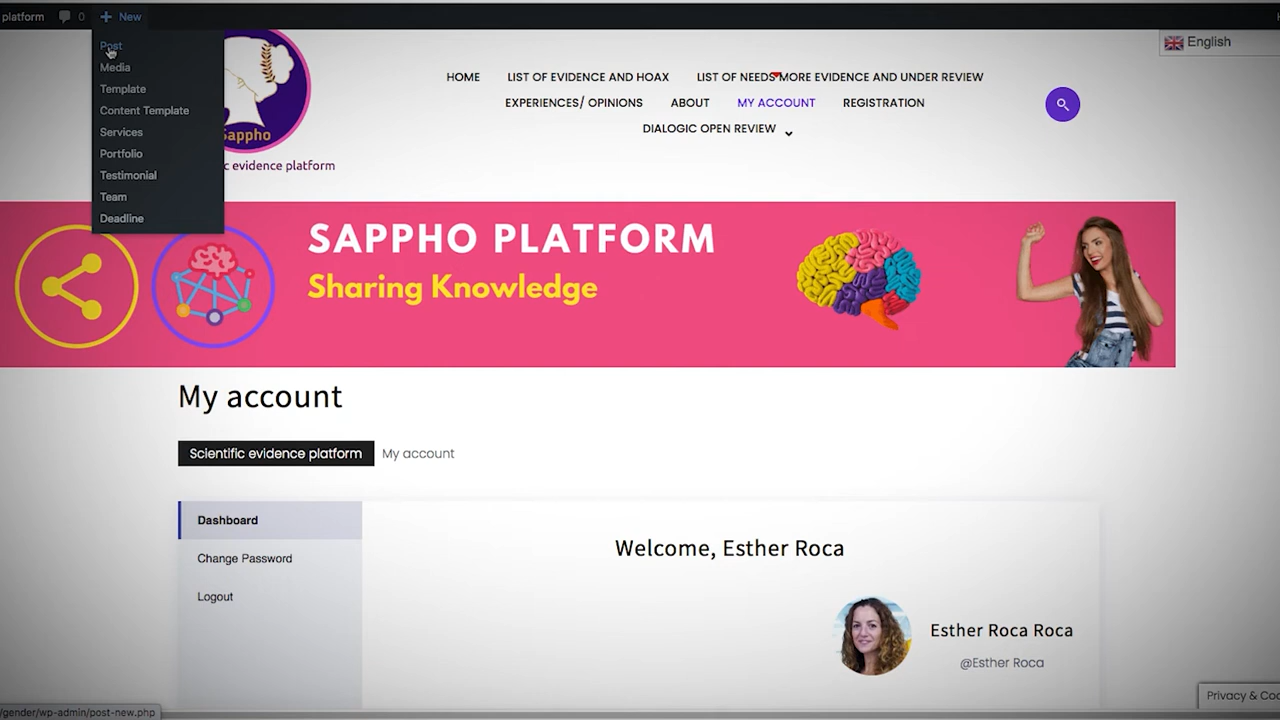 platform 0 + New
Post
Media
Template
Content Template
Services
Portfolio
Testimonial
Team
Deadline
English
HOME LIST OF EVIDENCE AND HOAX LIST OF NEEDS MORE EVIDENCE AND UNDER REVIEW
EXPERIENCES/ OPINIONS ABOUT MY ACCOUNT REGISTRATION
DIALOGIC OPEN REVIEW
Sappho
c evidence platform
SAPPHO PLATFORM
Sharing Knowledge
My account
Scientific evidence platform My account
Dashboard
Change Password
Logout
Welcome, Esther Roca
Esther Roca Roca
@Esther Roca
Privacy & Coo
/gender/wp-admin/post-new.php